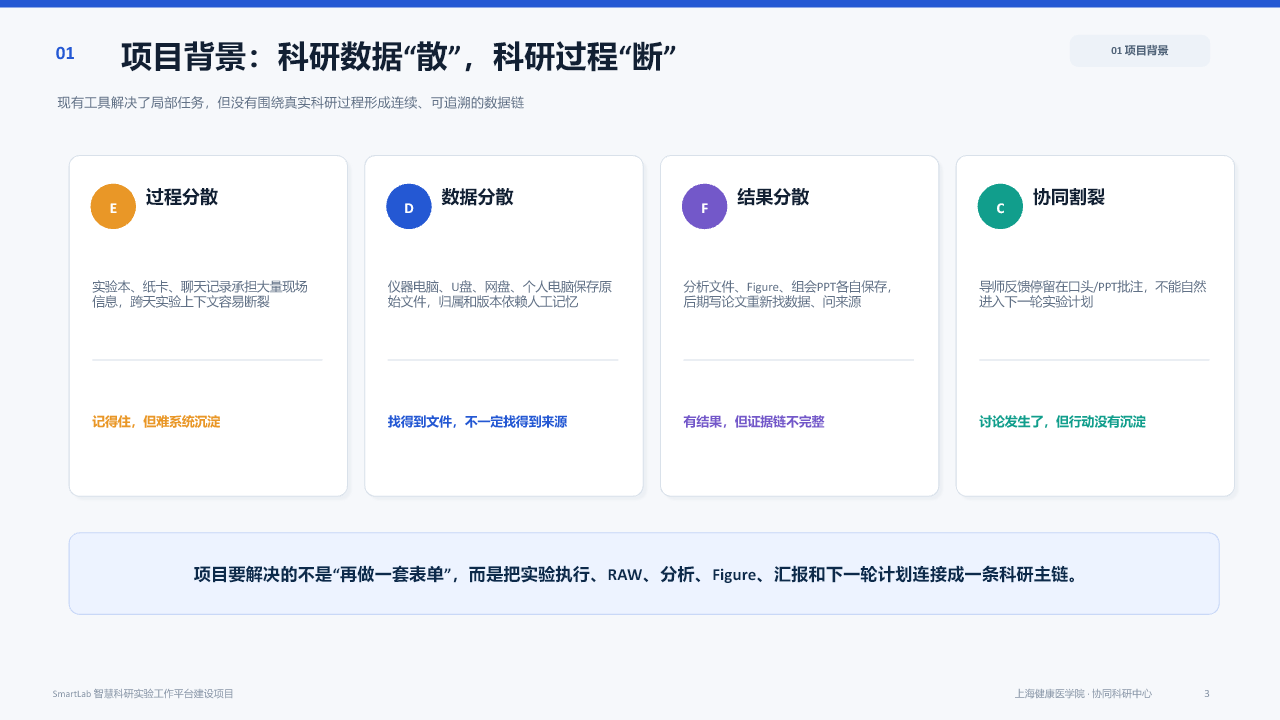 01
项目背景：科研数据“散”，科研过程“断”
01 项目背景
现有工具解决了局部任务，但没有围绕真实科研过程形成连续、可追溯的数据链
E
过程分散
实验本、纸卡、聊天记录承担大量现场
信息，跨天实验上下文容易断裂
记得住，但难系统沉淀
D
数据分散
仪器电脑、U盘、网盘、个人电脑保存原
始文件，归属和版本依赖人工记忆
找得到文件，不一定找得到来源
F
结果分散
分析文件、Figure、组会PPT各自保存，
后期写论文重新找数据、问来源
有结果，但证据链不完整
C
协同割裂
导师反馈停留在口头/PPT批注，不能自然
进入下一轮实验计划
讨论发生了，但行动没有沉淀
项目要解决的不是“再做一套表单”，而是把实验执行、RAW、分析、Figure、汇报和下一轮计划连接成一条科研主链。
SmartLab 智慧科研实验工作平台建设项目
上海健康医学院 · 协同科研中心
3